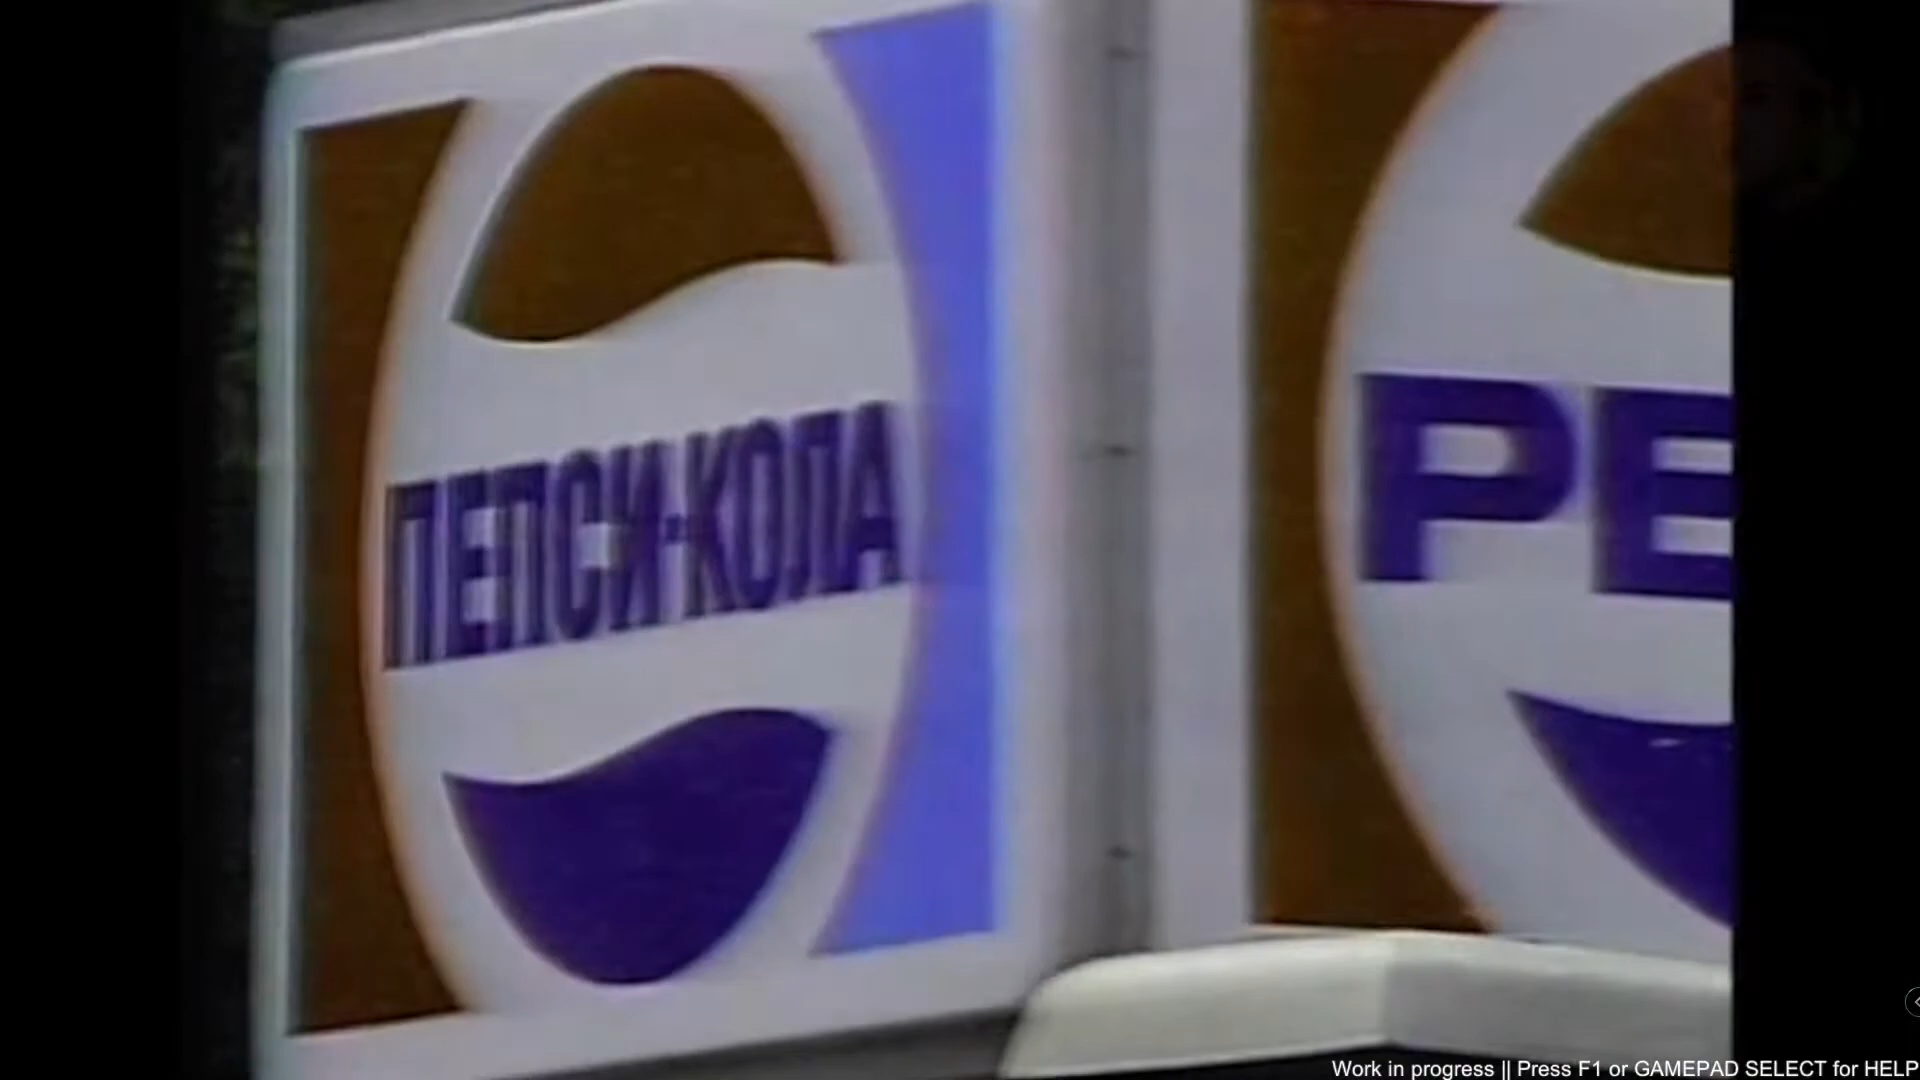 ПЕПСИ-КОЛА
PE
Work in progress || Press F1 or GAMEPAD SELECT for HELP